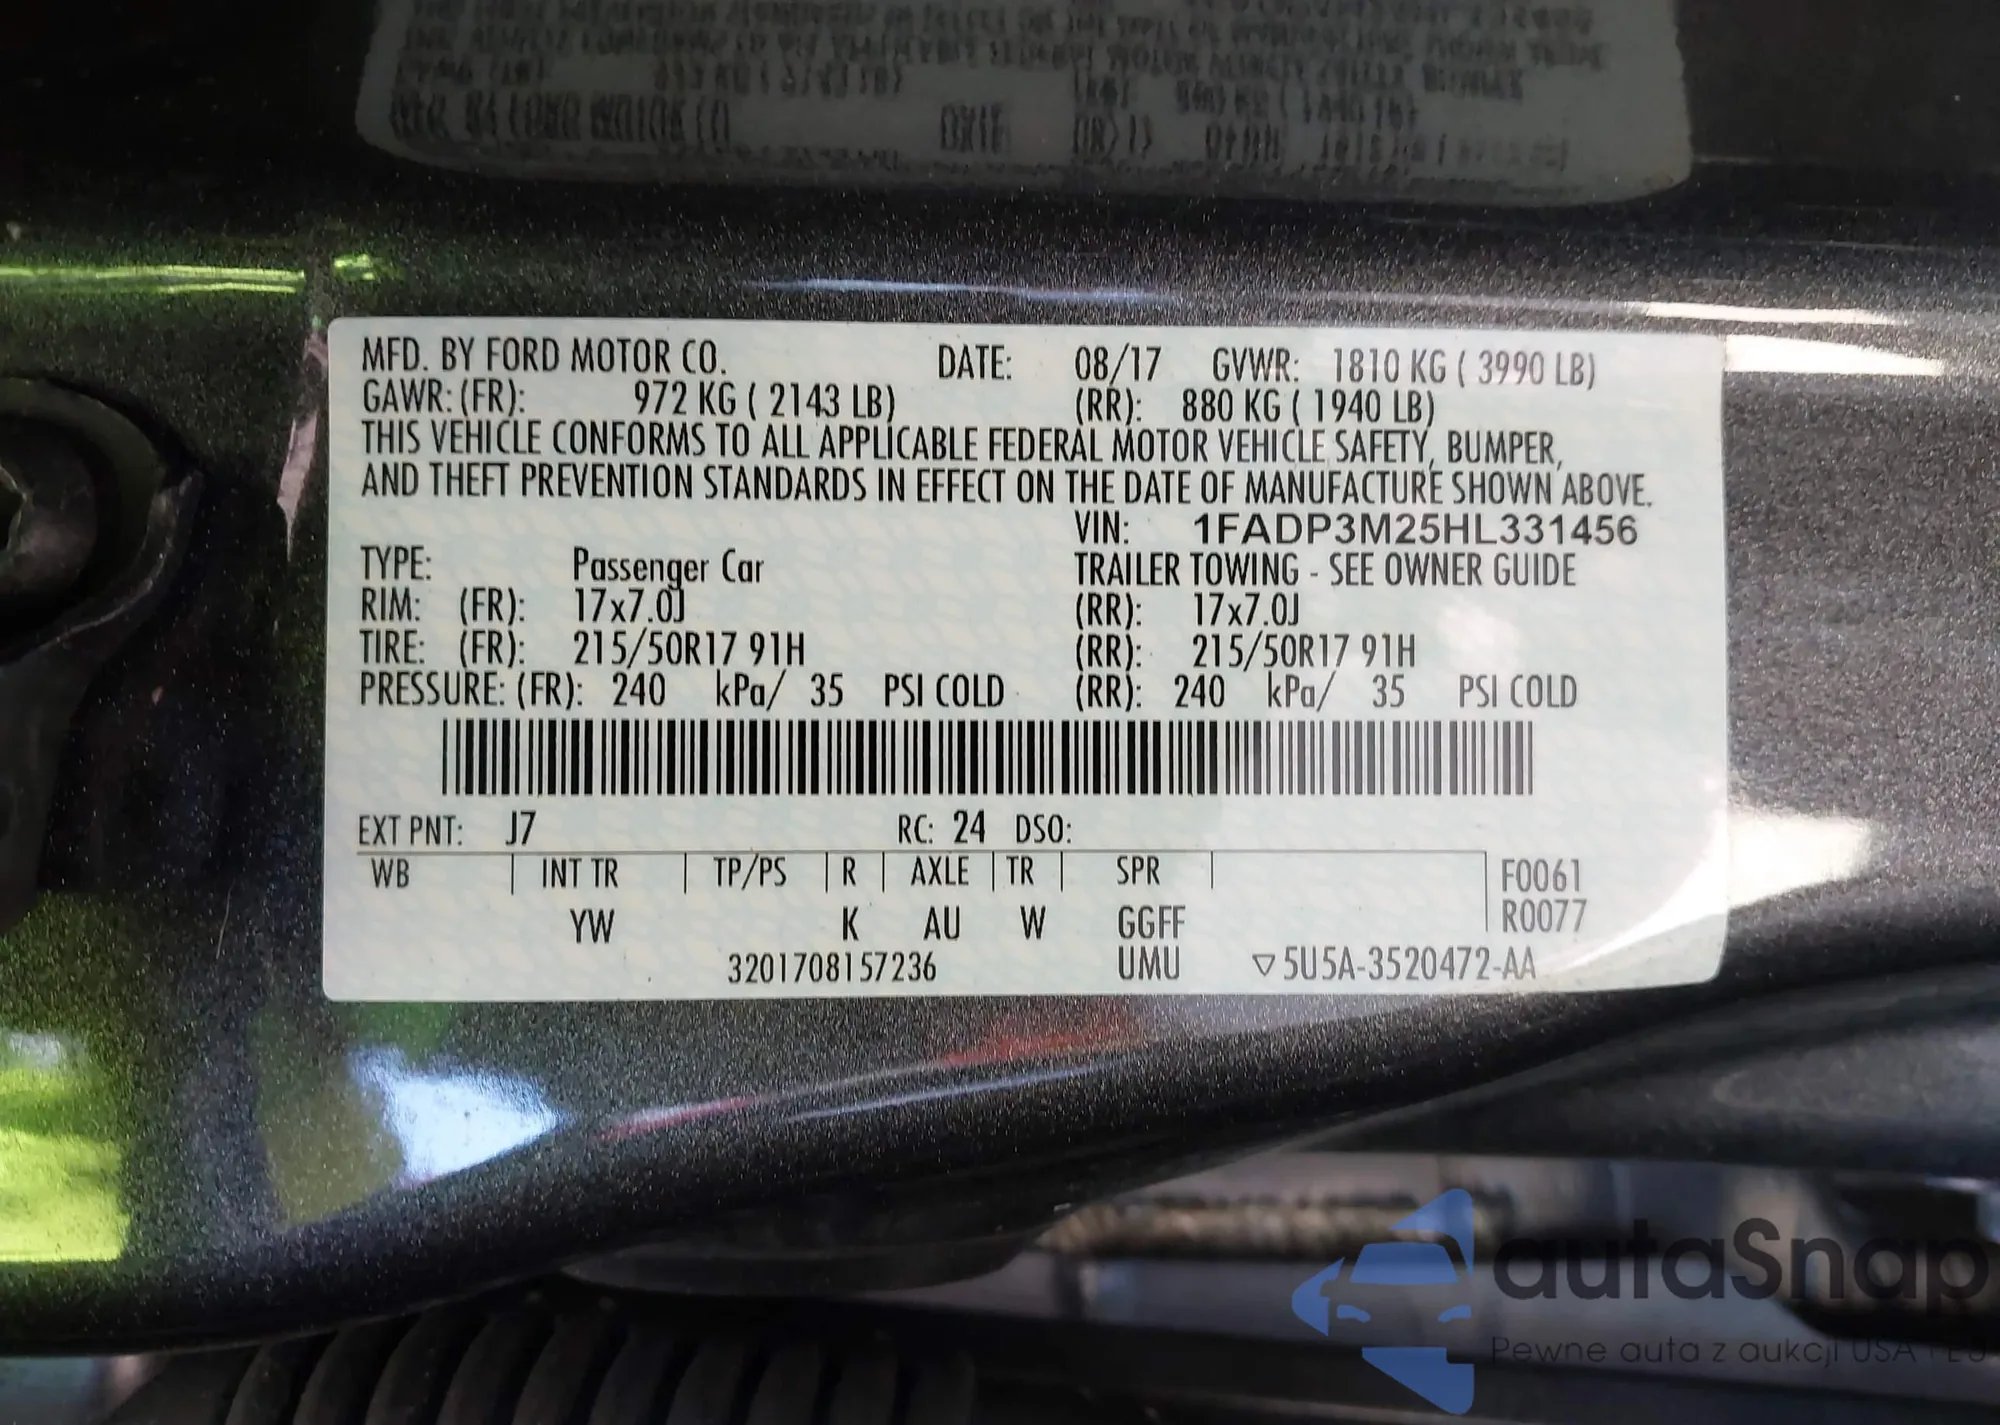 MFD. BY FORD MOTOR CO. DATE: 08/17 GVWR: 1810 KG ( 3990 LB)
GAWR: (FR): 972 KG ( 2143 LB) (RR): 880 KG ( 1940 LB)
THIS VEHICLE CONFORMS TO ALL APPLICABLE FEDERAL MOTOR VEHICLE SAFETY, BUMPER,
AND THEFT PREVENTION STANDARDS IN EFFECT ON THE DATE OF MANUFACTURE SHOWN ABOVE.
VIN: 1FADP3M25HL331456
TYPE: Passenger Car TRAILER TOWING - SEE OWNER GUIDE
RIM: (FR): 17x7.0J (RR): 17x7.0J
TIRE: (FR): 215/50R17 91H (RR): 215/50R17 91H
PRESSURE: (FR): 240 kPa/ 35 PSI COLD (RR): 240 kPa/ 35 PSI COLD
EXT PNT: J7 RC: 24 DSO:
WB INT TR TP/PS R AXLE TR SPR F0061
YW K AU W GGFF R0077
3201708157236 UMU ▽5U5A-3520472-AA
autaSnap
Pewne auta z aukcji USA i EU